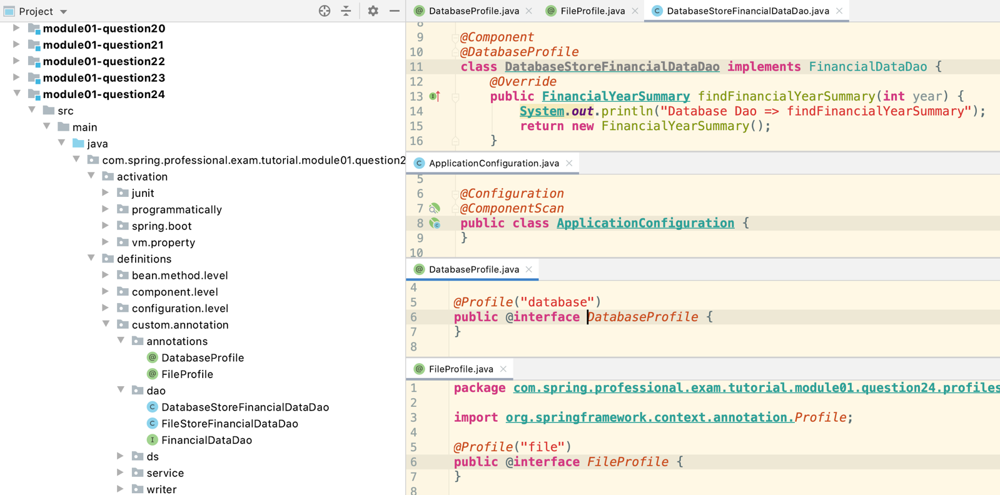 Project
module01-question20
module01-question21
module01-question22
module01-question23
module01-question24
src
main
java
com.spring.professional.exam.tutorial.module01.question2
activation
junit
programmatically
spring.boot
vm.property
definitions
bean.method.level
component.level
configuration.level
custom.annotation
annotations
DatabaseProfile
FileProfile
dao
DatabaseStoreFinancialDataDao
FileStoreFinancialDataDao
FinancialDataDao
ds
service
writer
DatabaseProfile.java FileProfile.java DatabaseStoreFinancialDataDao.java
8
9 @Component
10 @DatabaseProfile
11 class DatabaseStoreFinancialDataDao implements FinancialDataDao {
12 @Override
13 public FinancialYearSummary findFinancialYearSummary(int year) {
14 System.out.println("Database Dao => findFinancialYearSummary");
15 return new FinancialYearSummary();
16 }
ApplicationConfiguration.java
5
6 @Configuration
7 @ComponentScan
8 public class ApplicationConfiguration {
9 }
10
DatabaseProfile.java
4
5 @Profile("database")
6 public @interface DatabaseProfile {
7 }
8
FileProfile.java
1 package com.spring.professional.exam.tutorial.module01.question24.profiles
2
3 import org.springframework.context.annotation.Profile;
4
5 @Profile("file")
6 public @interface FileProfile {
7 }
8